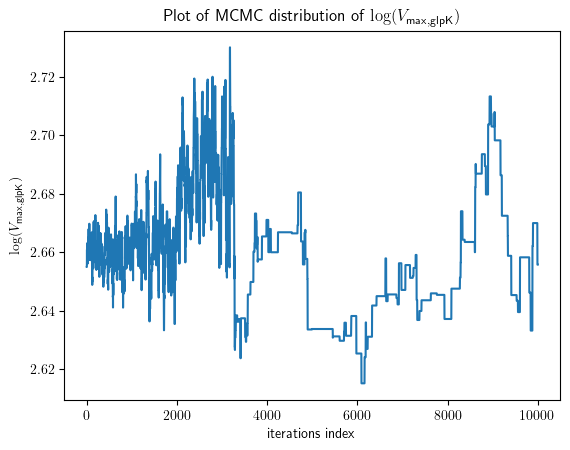 Plot of MCMC distribution of log(V_max,glpK)
log(V_max,glpK)
2.72
2.70
2.68
2.66
2.64
2.62
0 2000 4000 6000 8000 10000
iterations index